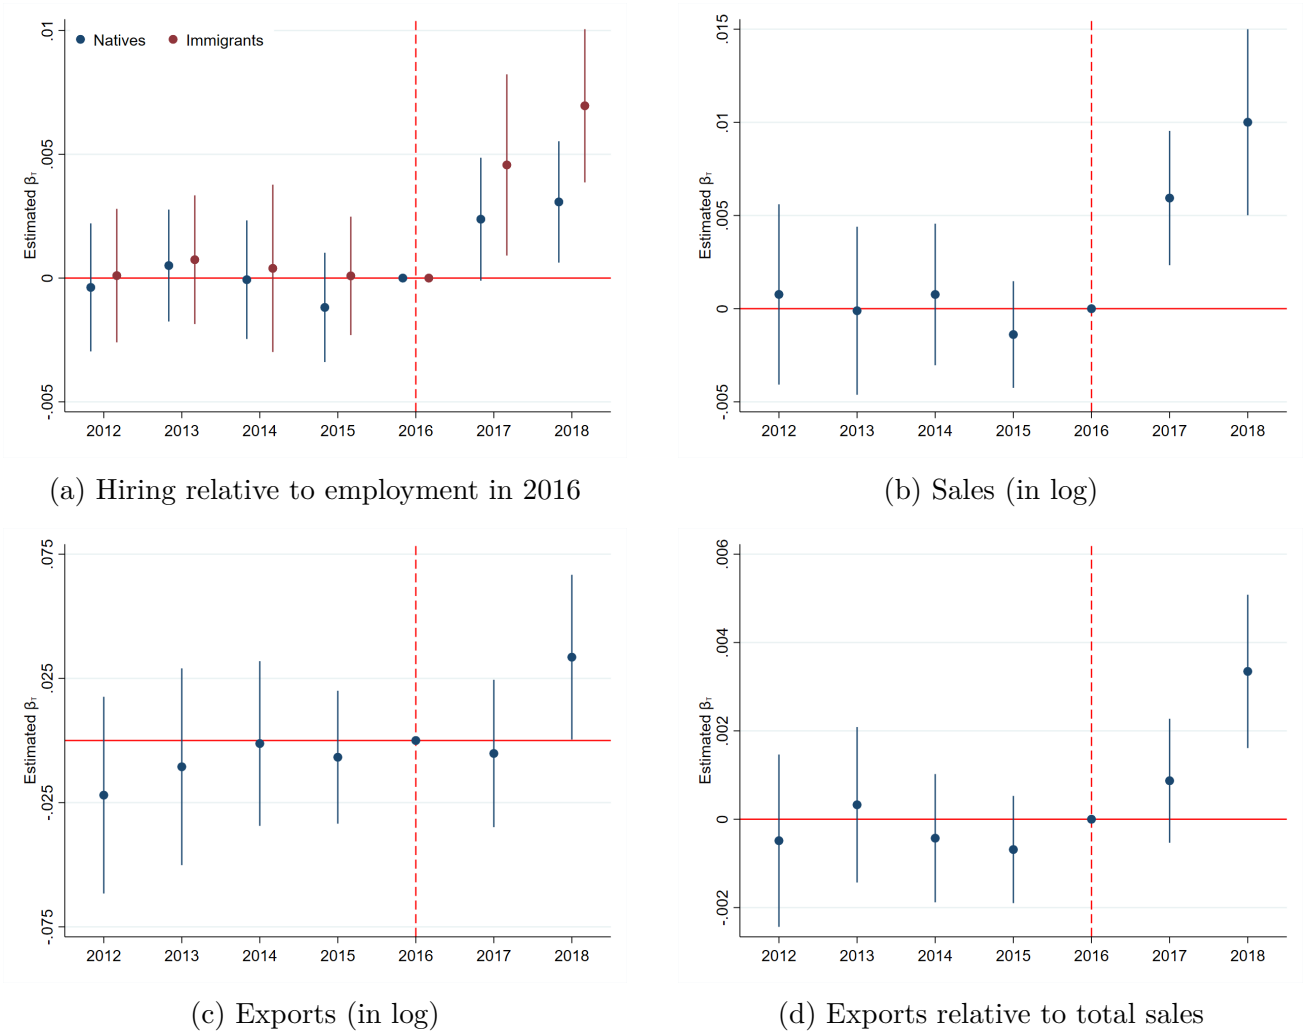 Natives Immigrants
Estimated βτ
.01
.005
0
-.005
2012 2013 2014 2015 2016 2017 2018
(a) Hiring relative to employment in 2016
Estimated βτ
.015
.01
.005
0
-.005
2012 2013 2014 2015 2016 2017 2018
(b) Sales (in log)
Estimated βτ
.075
.025
-.025
-.075
2012 2013 2014 2015 2016 2017 2018
(c) Exports (in log)
Estimated βτ
.006
.004
.002
0
-.002
2012 2013 2014 2015 2016 2017 2018
(d) Exports relative to total sales